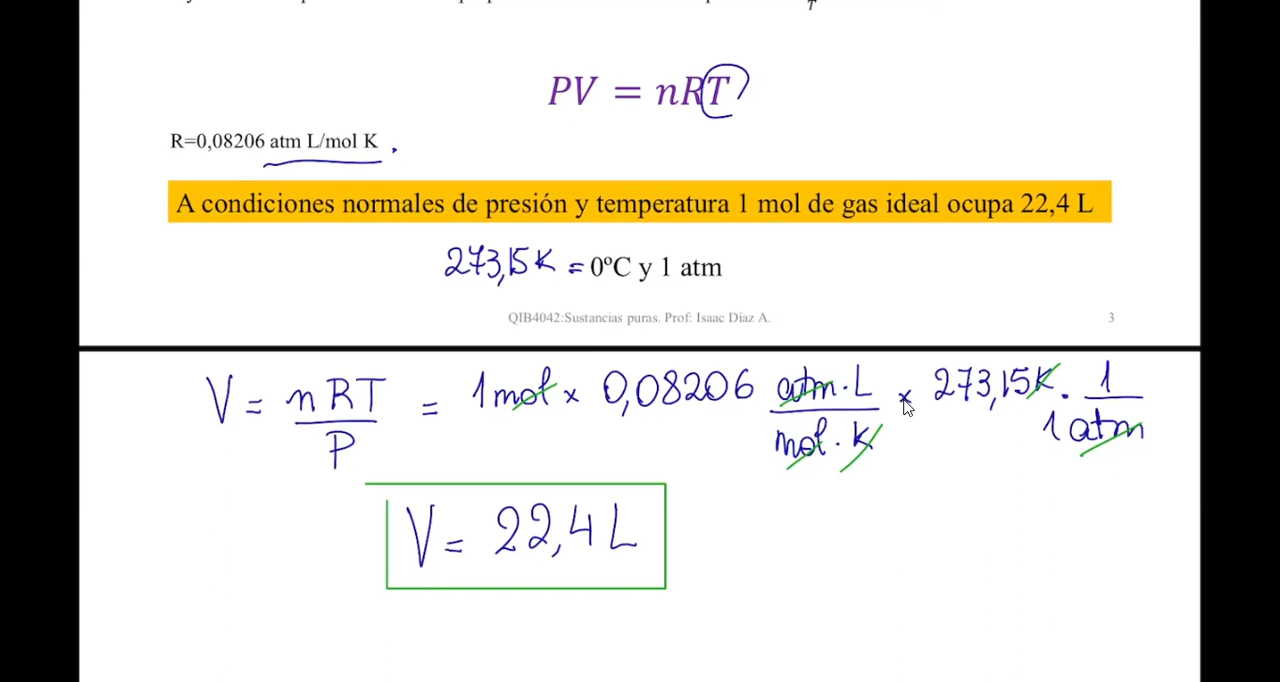 PV = nRT
R=0,08206 atm L/mol K .
A condiciones normales de presión y temperatura 1 mol de gas ideal ocupa 22,4 L
273,15 K = 0ºC y 1 atm
QIB4042:Sustancias puras. Prof: Isaac Diaz A. 3
V = nRT / P = 1 mol x 0,08206 atm·L / mol·K x 273,15 K · 1 / 1 atm
V = 22,4 L